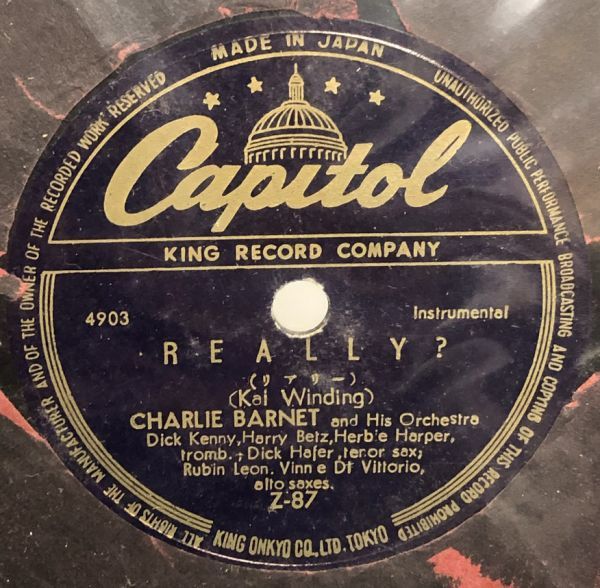 MADE IN JAPAN
Capitol
KING RECORD COMPANY
4903
Instrumental
REALLY?
(リアリー)
(Kai Winding)
CHARLIE BARNET and His Orchestra
Dick Kenny, Harry Betz, Herb'e Harper,
tromb.; Dick Hafer, tenor sax;
Rubin Leon. Vinn e Di Vittorio,
alto saxes.
Z-87
KING ONKYO CO., LTD. TOKYO
ALL RIGHTS OF THE MANUFACTURER AND OF THE OWNER OF THE RECORDED WORK RESERVED
UNAUTHORIZED PUBLIC PERFORMANCE BROADCASTING AND COPYING OF THIS RECORD PROHIBITED